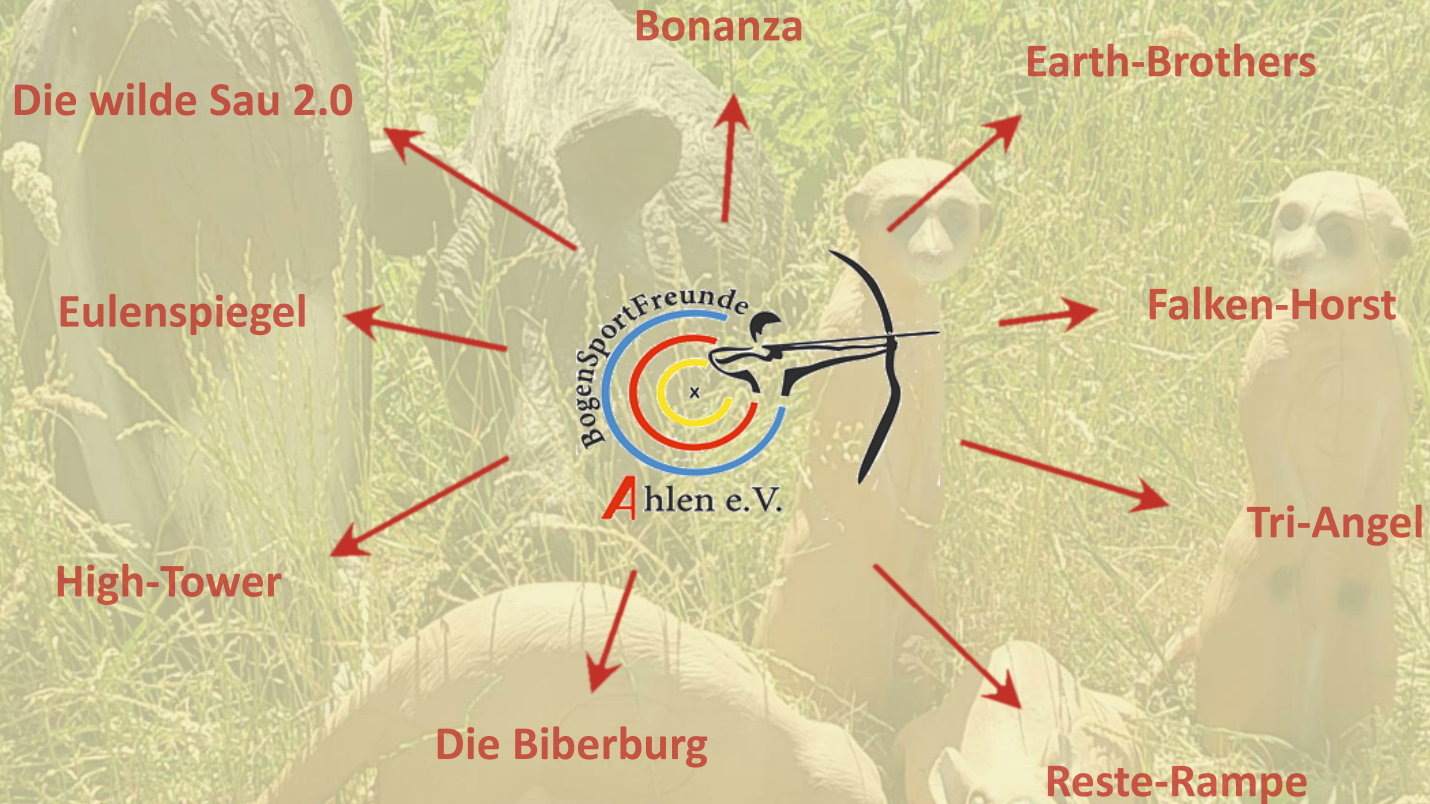 Bonanza
Earth-Brothers
Die wilde Sau 2.0
Eulenspiegel
Falken-Horst
BogenSportFreunde
x
Ahlen e.V.
Tri-Angel
High-Tower
Die Biberburg
Reste-Rampe